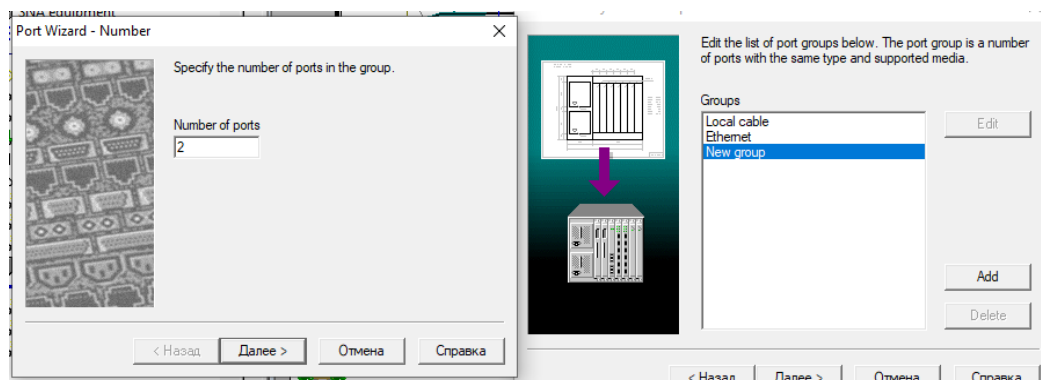 SNA equipment
Port Wizard - Number
Specify the number of ports in the group.
Number of ports
2
< Назад
Далее >
Отмена
Справка
Edit the list of port groups below. The port group is a number
of ports with the same type and supported media.
Groups
Local cable
Ethernet
New group
Edit
Add
Delete
< Назад
Далее >
Отмена
Справка